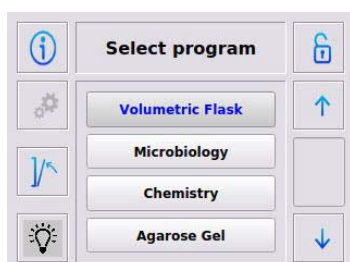 Select program
Volumetric Flask
Microbiology
Chemistry
Agarose Gel